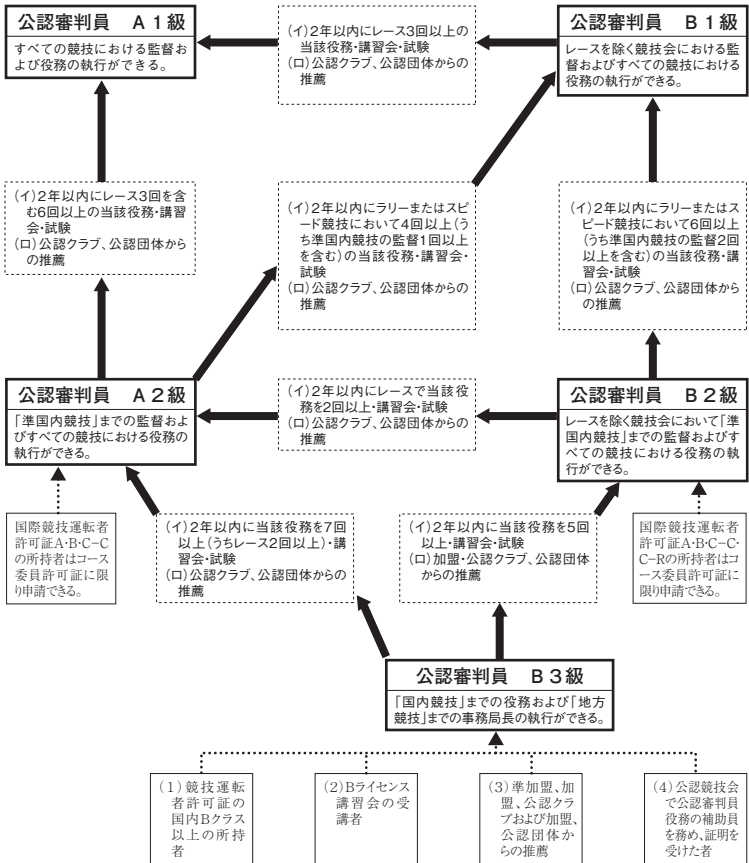 公認審判員 A1級
すべての競技における監督お
よび役務の執行ができる。
(イ)2年以内にレース3回以上の
当該役務・講習会・試験
(ロ)公認クラブ、公認団体からの
推薦
公認審判員 B1級
レースを除く競技会における監
督およびすべての競技における
役務の執行ができる。
(イ)2年以内にレース3回を含
む6回以上の当該役務・講習
会・試験
(ロ)公認クラブ、公認団体から
の推薦
(イ)2年以内にラリーまたはスピ
ード競技において4回以上(う
ち準国内競技の監督1回以上
を含む)の当該役務・講習会・
試験
(ロ)公認クラブ、公認団体からの
推薦
(イ)2年以内にラリーまたはス
ピード競技において6回以上
(うち準国内競技の監督2回
以上を含む)の当該役務・講
習会・試験
(ロ)公認クラブ、公認団体から
の推薦
公認審判員 A2級
「準国内競技」までの監督およ
びすべての競技における役務の
執行ができる。
(イ)2年以内にレースで当該役
務を2回以上・講習会・試験
(ロ)公認クラブ、公認団体からの
推薦
公認審判員 B2級
レースを除く競技会において「準
国内競技」までの監督およびす
べての競技における役務の執
行ができる。
国際競技運転者
許可証A・B・C−C
の所持者はコース
委員許可証に限
り申請できる。
(イ)2年以内に当該役務を7回
以上(うちレース2回以上)・講
習会・試験
(ロ)公認クラブ、公認団体からの
推薦
(イ)2年以内に当該役務を5回
以上・講習会・試験
(ロ)加盟・公認クラブ、公認団体
からの推薦
国際競技運転者
許可証A・B・C−C・
C−Rの所持者はコ
ース委員許可証に
限り申請できる。
公認審判員 B3級
「国内競技」までの役務および「地方
競技」までの事務局長の執行ができる。
(1)競技運転
者許可証の
国内Bクラス
以上の所持
者
(2)Bライセンス
講習会の受
講者
(3)準加盟、加
盟、公認クラ
ブおよび加盟、
公認団体か
らの推薦
(4)公認競技会
で公認審判員
役務の補助員
を務め、証明を
受けた者